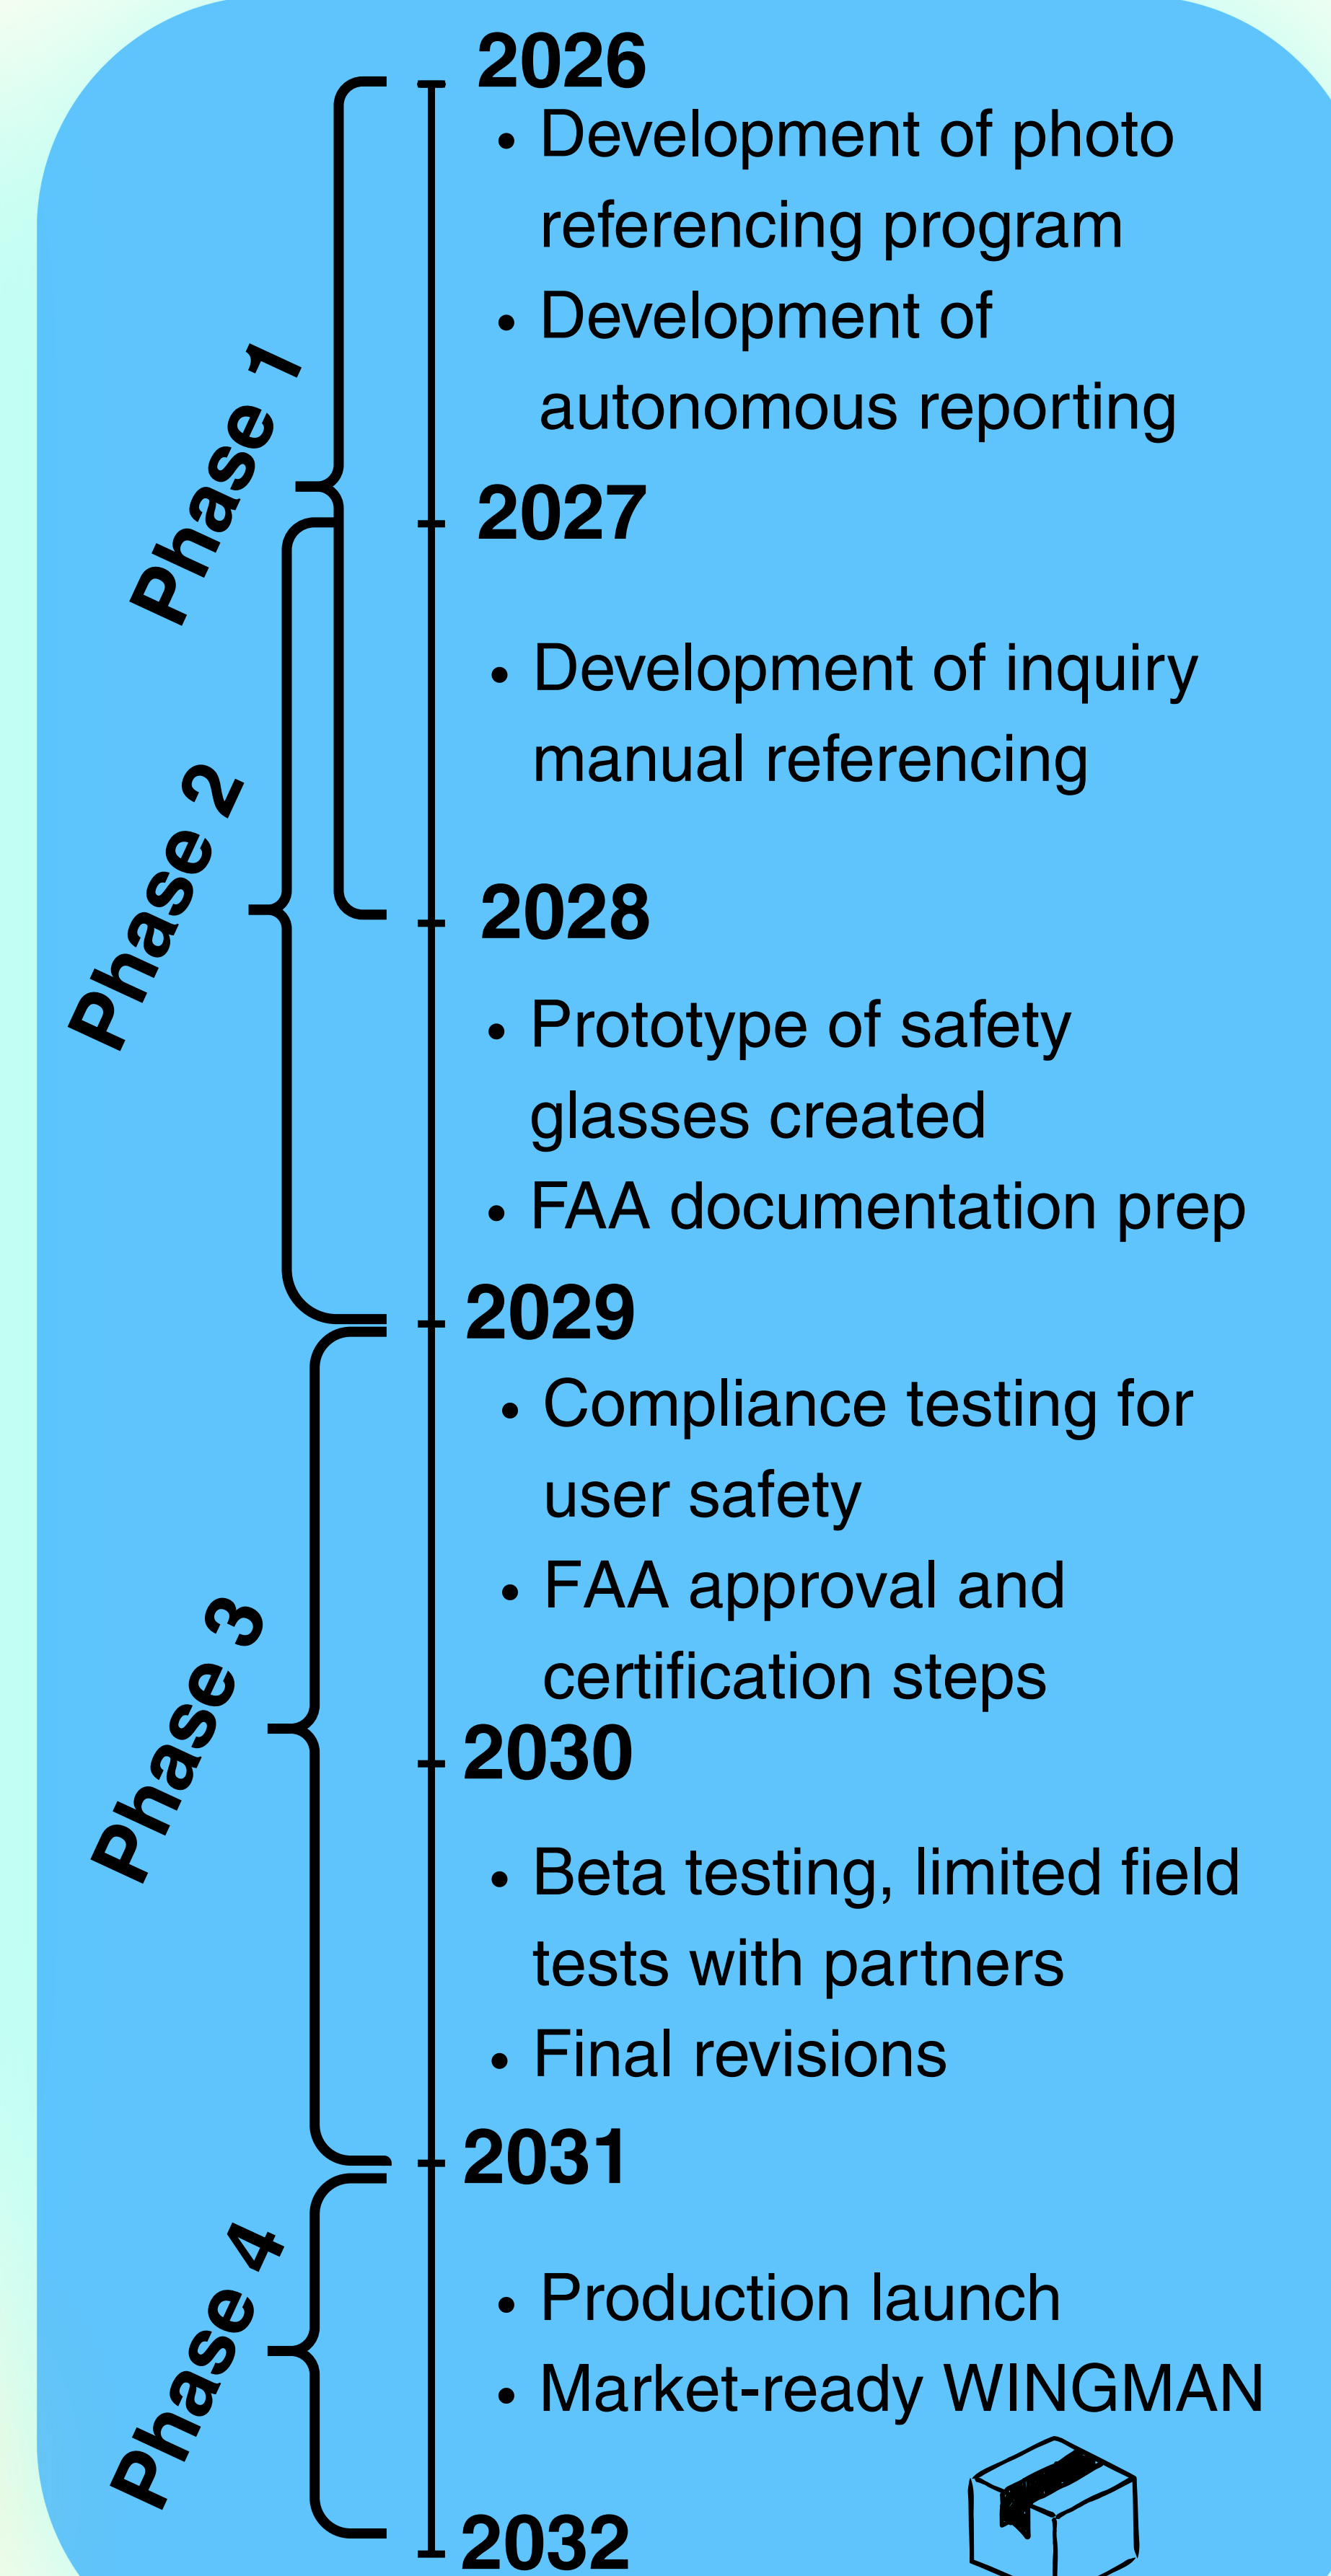 2026
• Development of photo
referencing program
• Development of
autonomous reporting
Phase 1
2027
• Development of inquiry
manual referencing
Phase 2
2028
• Prototype of safety
glasses created
• FAA documentation prep
2029
• Compliance testing for
user safety
• FAA approval and
certification steps
Phase 3
2030
• Beta testing, limited field
tests with partners
• Final revisions
2031
• Production launch
• Market-ready WINGMAN
Phase 4
2032